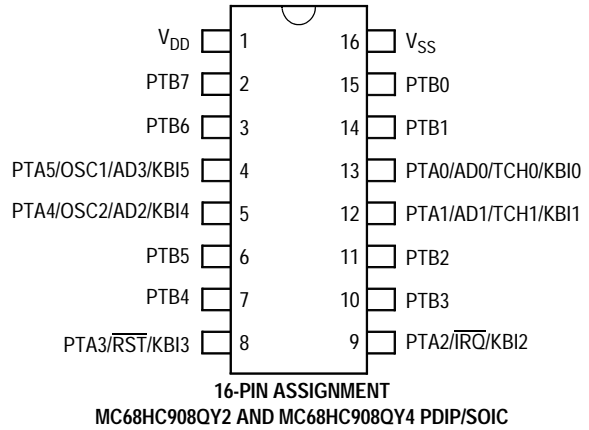 VDD 1 16 VSS
PTB7 2 15 PTB0
PTB6 3 14 PTB1
PTA5/OSC1/AD3/KBI5 4 13 PTA0/AD0/TCH0/KBI0
PTA4/OSC2/AD2/KBI4 5 12 PTA1/AD1/TCH1/KBI1
PTB5 6 11 PTB2
PTB4 7 10 PTB3
PTA3/R̅S̅T̅/KBI3 8 9 PTA2/I̅R̅Q̅/KBI2
16-PIN ASSIGNMENT
MC68HC908QY2 AND MC68HC908QY4 PDIP/SOIC